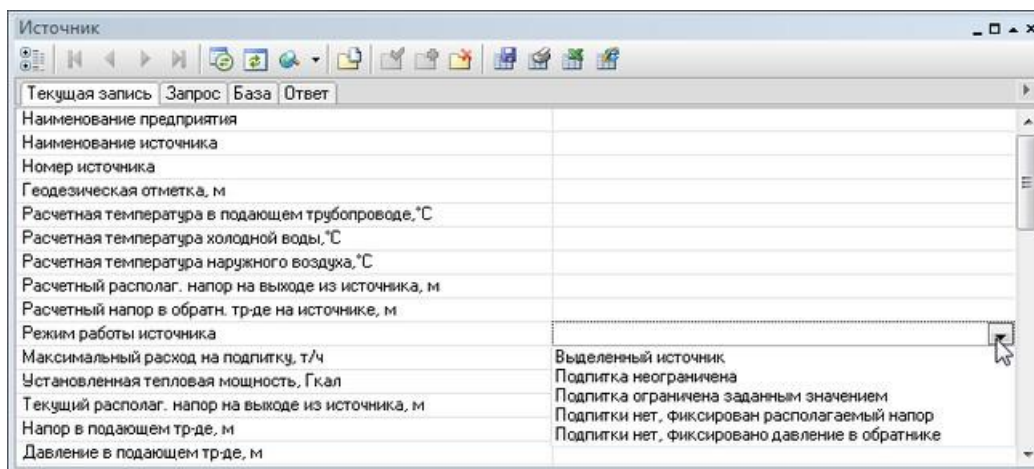 Источник
Текущая запись Запрос База Ответ
Наименование предприятия
Наименование источника
Номер источника
Геодезическая отметка, м
Расчетная температура в подающем трубопроводе,°C
Расчетная температура холодной воды,°C
Расчетная температура наружного воздуха,°C
Расчетный располаг. напор на выходе из источника, м
Расчетный напор в обратн. тр-де на источнике, м
Режим работы источника
Максимальный расход на подпитку, т/ч
Выделенный источник
Установленная тепловая мощность, Гкал
Подпитка неограничена
Текущий располаг. напор на выходе из источника, м
Подпитка ограничена заданным значением
Напор в подающем тр-де, м
Подпитки нет, фиксирован располагаемый напор
Подпитки нет, фиксировано давление в обратнике
Давление в подающем тр-де, м